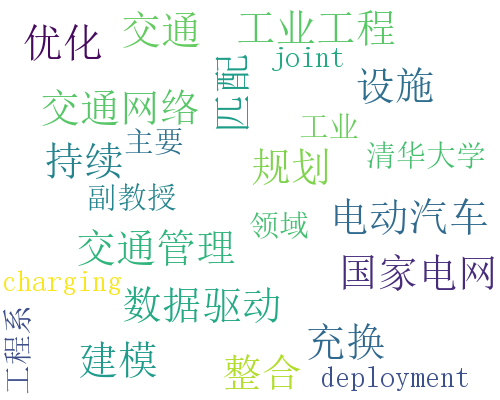 优化
交通
工业工程
joint
匹配
设施
交通网络
工业
主要
持续
规划
清华大学
副教授
领域
电动汽车
交通管理
国家电网
charging
数据驱动
工程系
充换
建模
整合
deployment